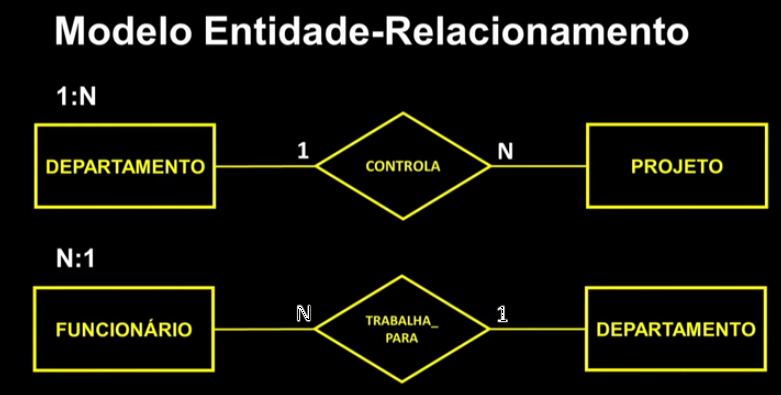 Modelo Entidade-Relacionamento
1:N
DEPARTAMENTO
1
CONTROLA
N
PROJETO
N:1
FUNCIONÁRIO
N
TRABALHA_
PARA
1
DEPARTAMENTO